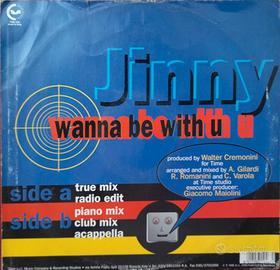 Jinny
wanna be with u
produced by Walter Cremonini
for Time
arranged and mixed by A. Gilardi
R. Romanini and C. Varola
at Time studio
executive producer:
Giacomo Maiolini
side a
true mix
radio edit
side b
piano mix
club mix
acappella